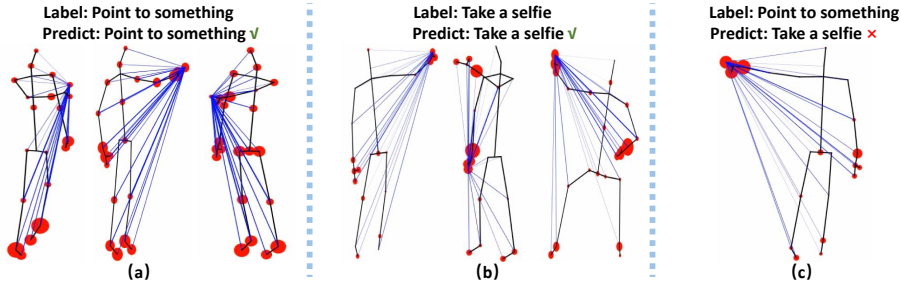 Label: Point to something
Predict: Point to something √
Label: Take a selfie
Predict: Take a selfie √
Label: Point to something
Predict: Take a selfie ×
(a)
(b)
(c)